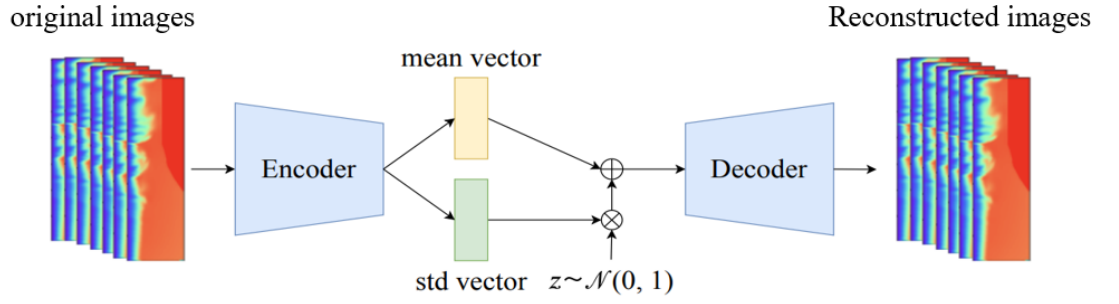 original images
Reconstructed images
mean vector
Encoder
Decoder
std vector
z~𝒩(0, 1)